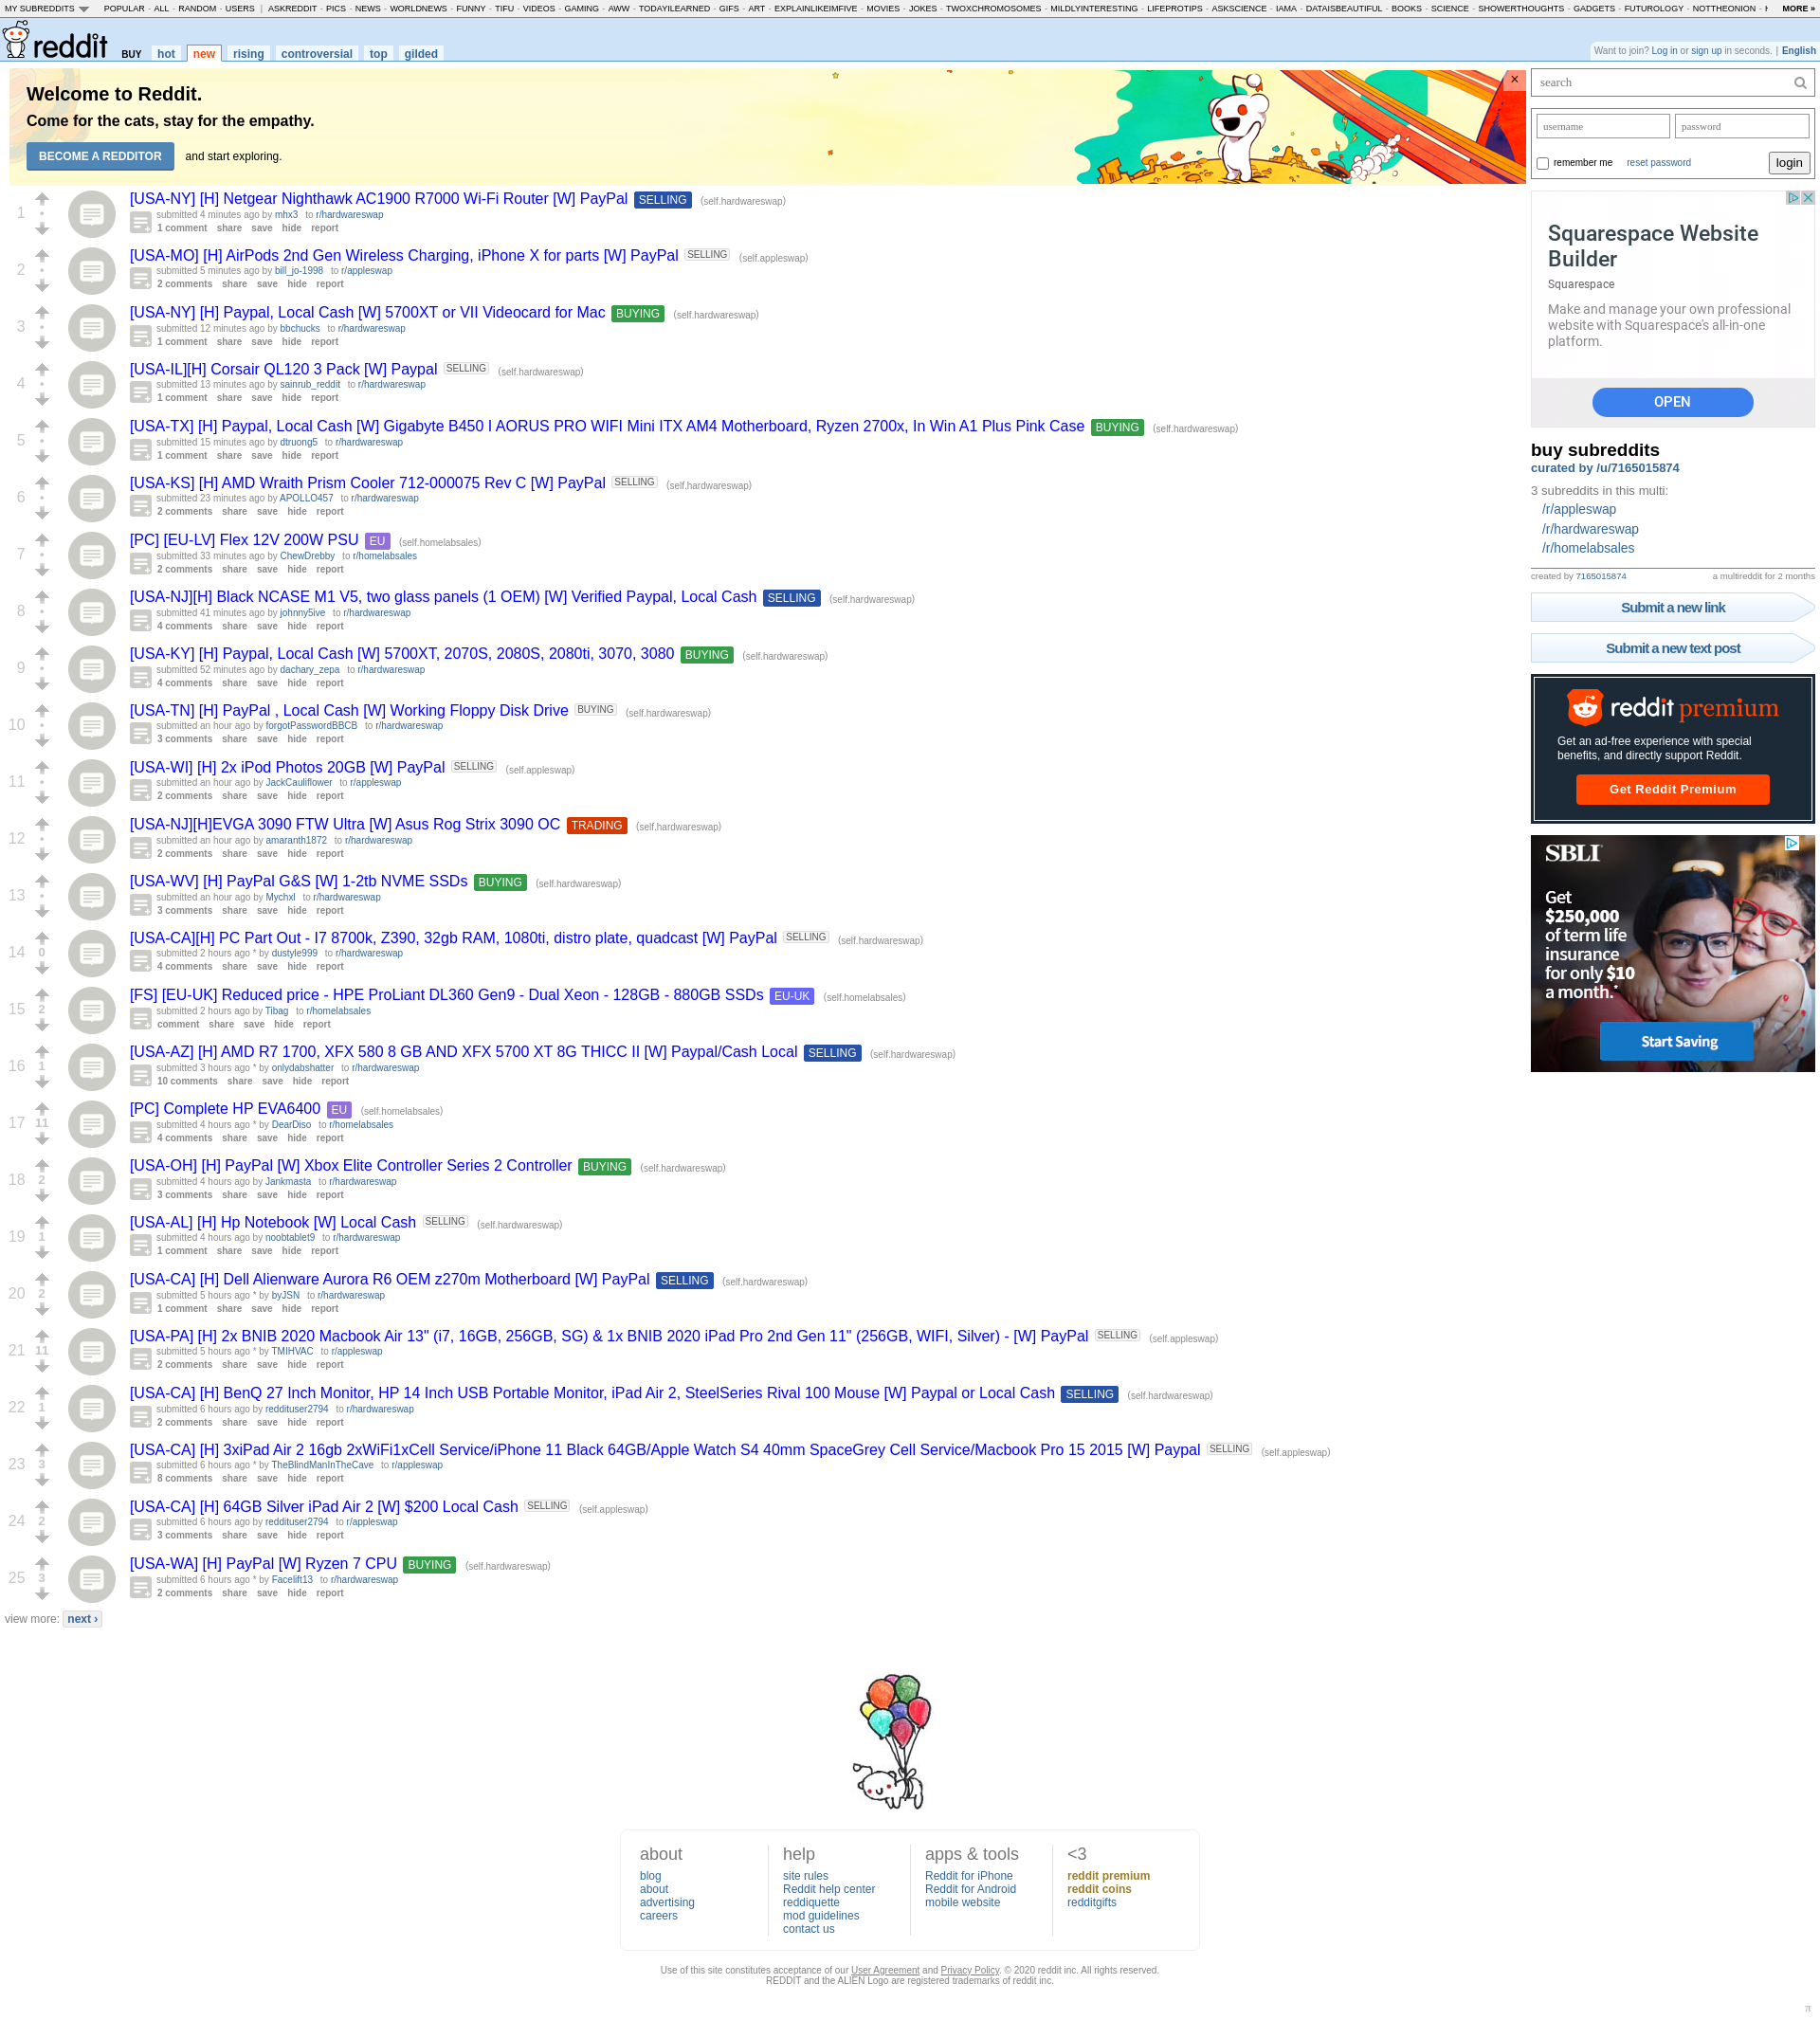 MY SUBREDDITS POPULAR - ALL - RANDOM - USERS | ASKREDDIT - PICS - NEWS - WORLDNEWS - FUNNY - TIFU - VIDEOS - GAMING - AWW - TODAYILEARNED - GIFS - ART - EXPLAINLIKEIMFIVE - MOVIES - JOKES - TWOXCHROMOSOMES - MILDLYINTERESTING - LIFEPROTIPS - ASKSCIENCE - IAMA - DATAISBEAUTIFUL - BOOKS - SCIENCE - SHOWERTHOUGHTS - GADGETS - FUTUROLOGY - NOTTHEONION - MORE »
reddit BUY hot new rising controversial top gilded
Want to join? Log in or sign up in seconds. | English
Welcome to Reddit.
Come for the cats, stay for the empathy.
BECOME A REDDITOR and start exploring.
×
1
[USA-NY] [H] Netgear Nighthawk AC1900 R7000 Wi-Fi Router [W] PayPal SELLING (self.hardwareswap)
submitted 4 minutes ago by mhx3 to r/hardwareswap
1 comment share save hide report
2
[USA-MO] [H] AirPods 2nd Gen Wireless Charging, iPhone X for parts [W] PayPal SELLING (self.appleswap)
submitted 5 minutes ago by bill_jo-1998 to r/appleswap
2 comments share save hide report
3
[USA-NY] [H] Paypal, Local Cash [W] 5700XT or VII Videocard for Mac BUYING (self.hardwareswap)
submitted 12 minutes ago by bbchucks to r/hardwareswap
1 comment share save hide report
4
[USA-IL][H] Corsair QL120 3 Pack [W] Paypal SELLING (self.hardwareswap)
submitted 13 minutes ago by sainrub_reddit to r/hardwareswap
1 comment share save hide report
5
[USA-TX] [H] Paypal, Local Cash [W] Gigabyte B450 I AORUS PRO WIFI Mini ITX AM4 Motherboard, Ryzen 2700x, In Win A1 Plus Pink Case BUYING (self.hardwareswap)
submitted 15 minutes ago by dtruong5 to r/hardwareswap
1 comment share save hide report
6
[USA-KS] [H] AMD Wraith Prism Cooler 712-000075 Rev C [W] PayPal SELLING (self.hardwareswap)
submitted 23 minutes ago by APOLLO457 to r/hardwareswap
2 comments share save hide report
7
[PC] [EU-LV] Flex 12V 200W PSU EU (self.homelabsales)
submitted 33 minutes ago by ChewDrebby to r/homelabsales
2 comments share save hide report
8
[USA-NJ][H] Black NCASE M1 V5, two glass panels (1 OEM) [W] Verified Paypal, Local Cash SELLING (self.hardwareswap)
submitted 41 minutes ago by johnny5ive to r/hardwareswap
4 comments share save hide report
9
[USA-KY] [H] Paypal, Local Cash [W] 5700XT, 2070S, 2080S, 2080ti, 3070, 3080 BUYING (self.hardwareswap)
submitted 52 minutes ago by dachary_zepa to r/hardwareswap
4 comments share save hide report
10
[USA-TN] [H] PayPal , Local Cash [W] Working Floppy Disk Drive BUYING (self.hardwareswap)
submitted an hour ago by forgotPasswordBBCB to r/hardwareswap
3 comments share save hide report
11
[USA-WI] [H] 2x iPod Photos 20GB [W] PayPal SELLING (self.appleswap)
submitted an hour ago by JackCauliflower to r/appleswap
2 comments share save hide report
12
[USA-NJ][H]EVGA 3090 FTW Ultra [W] Asus Rog Strix 3090 OC TRADING (self.hardwareswap)
submitted an hour ago by amaranth1872 to r/hardwareswap
2 comments share save hide report
13
[USA-WV] [H] PayPal G&S [W] 1-2tb NVME SSDs BUYING (self.hardwareswap)
submitted an hour ago by Mychxl to r/hardwareswap
3 comments share save hide report
14 0
[USA-CA][H] PC Part Out - I7 8700k, Z390, 32gb RAM, 1080ti, distro plate, quadcast [W] PayPal SELLING (self.hardwareswap)
submitted 2 hours ago * by dustyle999 to r/hardwareswap
4 comments share save hide report
15 2
[FS] [EU-UK] Reduced price - HPE ProLiant DL360 Gen9 - Dual Xeon - 128GB - 880GB SSDs EU-UK (self.homelabsales)
submitted 2 hours ago by Tibag to r/homelabsales
comment share save hide report
16 1
[USA-AZ] [H] AMD R7 1700, XFX 580 8 GB AND XFX 5700 XT 8G THICC II [W] Paypal/Cash Local SELLING (self.hardwareswap)
submitted 3 hours ago * by onlydabshatter to r/hardwareswap
10 comments share save hide report
17 11
[PC] Complete HP EVA6400 EU (self.homelabsales)
submitted 4 hours ago * by DearDiso to r/homelabsales
4 comments share save hide report
18 2
[USA-OH] [H] PayPal [W] Xbox Elite Controller Series 2 Controller BUYING (self.hardwareswap)
submitted 4 hours ago by Jankmasta to r/hardwareswap
3 comments share save hide report
19 1
[USA-AL] [H] Hp Notebook [W] Local Cash SELLING (self.hardwareswap)
submitted 4 hours ago by noobtablet9 to r/hardwareswap
1 comment share save hide report
20 2
[USA-CA] [H] Dell Alienware Aurora R6 OEM z270m Motherboard [W] PayPal SELLING (self.hardwareswap)
submitted 5 hours ago * by byJSN to r/hardwareswap
1 comment share save hide report
21 11
[USA-PA] [H] 2x BNIB 2020 Macbook Air 13" (i7, 16GB, 256GB, SG) & 1x BNIB 2020 iPad Pro 2nd Gen 11" (256GB, WIFI, Silver) - [W] PayPal SELLING (self.appleswap)
submitted 5 hours ago * by TMIHVAC to r/appleswap
2 comments share save hide report
22 1
[USA-CA] [H] BenQ 27 Inch Monitor, HP 14 Inch USB Portable Monitor, iPad Air 2, SteelSeries Rival 100 Mouse [W] Paypal or Local Cash SELLING (self.hardwareswap)
submitted 6 hours ago by reddituser2794 to r/hardwareswap
2 comments share save hide report
23 3
[USA-CA] [H] 3xiPad Air 2 16gb 2xWiFi1xCell Service/iPhone 11 Black 64GB/Apple Watch S4 40mm SpaceGrey Cell Service/Macbook Pro 15 2015 [W] Paypal SELLING (self.appleswap)
submitted 6 hours ago * by TheBlindManInTheCave to r/appleswap
8 comments share save hide report
24 2
[USA-CA] [H] 64GB Silver iPad Air 2 [W] $200 Local Cash SELLING (self.appleswap)
submitted 6 hours ago by reddituser2794 to r/appleswap
3 comments share save hide report
25 3
[USA-WA] [H] PayPal [W] Ryzen 7 CPU BUYING (self.hardwareswap)
submitted 6 hours ago * by Facelift13 to r/hardwareswap
2 comments share save hide report
view more: next ›
search
username password
remember me reset password login
Squarespace Website
Builder
Squarespace
Make and manage your own professional
website with Squarespace's all-in-one
platform.
OPEN
buy subreddits
curated by /u/7165015874
3 subreddits in this multi:
/r/appleswap
/r/hardwareswap
/r/homelabsales
created by 7165015874 a multireddit for 2 months
Submit a new link
Submit a new text post
reddit premium
Get an ad-free experience with special
benefits, and directly support Reddit.
Get Reddit Premium
SBLI
Get
$250,000
of term life
insurance
for only $10
a month.*
Start Saving
about
blog
about
advertising
careers
help
site rules
Reddit help center
reddiquette
mod guidelines
contact us
apps & tools
Reddit for iPhone
Reddit for Android
mobile website
<3
reddit premium
reddit coins
redditgifts
Use of this site constitutes acceptance of our User Agreement and Privacy Policy. © 2020 reddit inc. All rights reserved.
REDDIT and the ALIEN Logo are registered trademarks of reddit inc.
π